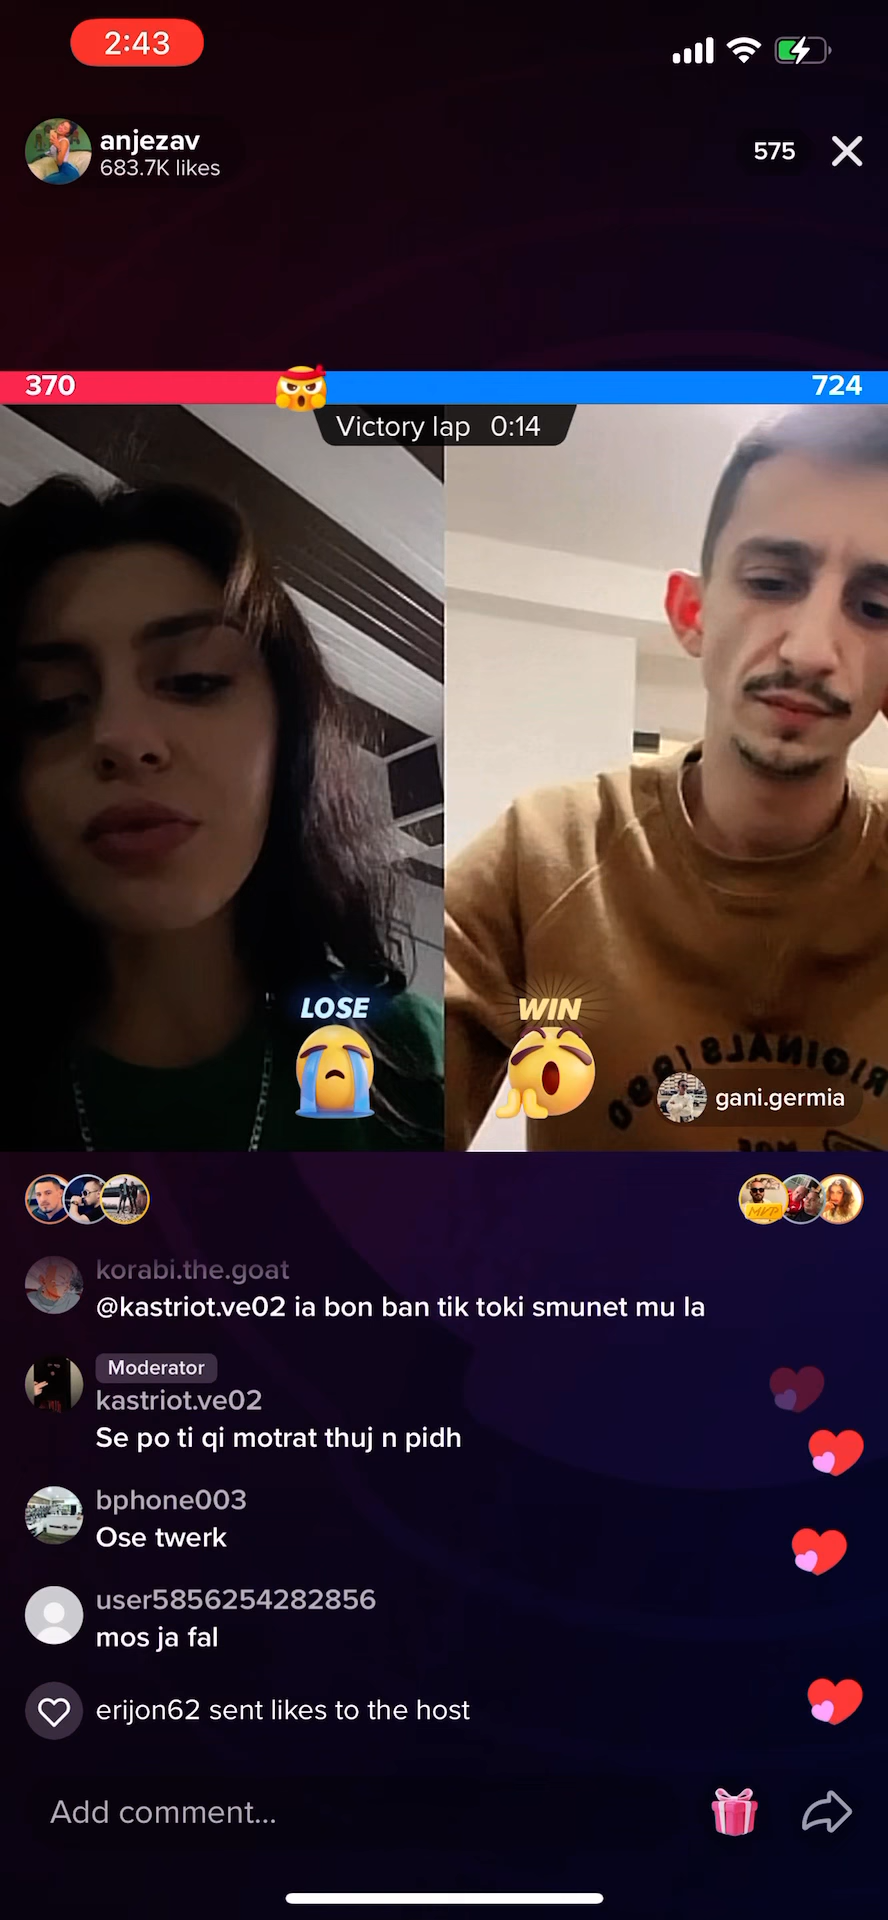 2:43
anjezav
683.7K likes
575
370
724
Victory lap 0:14
LOSE
WIN
gani.germia
MVP
korabi.the.goat
@kastriot.ve02 ia bon ban tik toki smunet mu la
Moderator
kastriot.ve02
Se po ti qi motrat thuj n pidh
bphone003
Ose twerk
user5856254282856
mos ja fal
erijon62 sent likes to the host
Add comment...